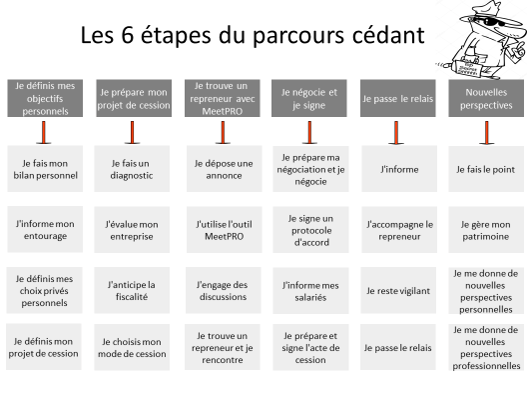 Les 6 étapes du parcours cédant
Je définis mes
objectifs
personnels
Je prépare mon
projet de cession
Je trouve un
repreneur avec
MeetPRO
Je négocie et
je signe
Je passe le relais
Nouvelles
perspectives
Je fais mon
bilan personnel
Je fais un
diagnostic
Je dépose une
annonce
Je prépare ma
négociation et je
négocie
J'informe
Je fais le point
J'informe mon
entourage
J'évalue mon
entreprise
J'utilise l'outil
MeetPRO
Je signe un
protocole
d'accord
J'accompagne le
repreneur
Je gère mon
patrimoine
Je définis mes
choix privés
personnels
J'anticipe la
fiscalité
J'engage des
discussions
J'informe mes
salariés
Je reste vigilant
Je me donne de
nouvelles
perspectives
personnelles
Je définis mon
projet de cession
Je choisis mon
mode de cession
Je trouve un
repreneur et je
rencontre
Je prépare et
signe l'acte de
cession
Je passe le relais
Je me donne de
nouvelles
perspectives
professionnelles